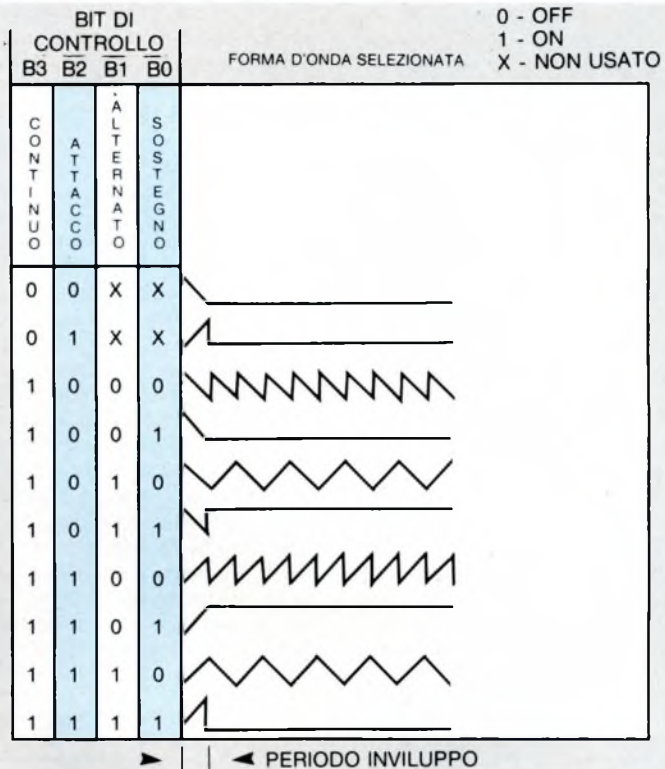 BIT DI
CONTROLLO
B3 B2 B1 B0
FORMA D'ONDA SELEZIONATA
0 - OFF
1 - ON
X - NON USATO
CONTINUO
ATTACCO
ALTERNATO
SOSTEGNO
0 0 X X
0 1 X X
1 0 0 0
1 0 0 1
1 0 1 0
1 0 1 1
1 1 0 0
1 1 0 1
1 1 1 0
1 1 1 1
PERIODO INVILUPPO